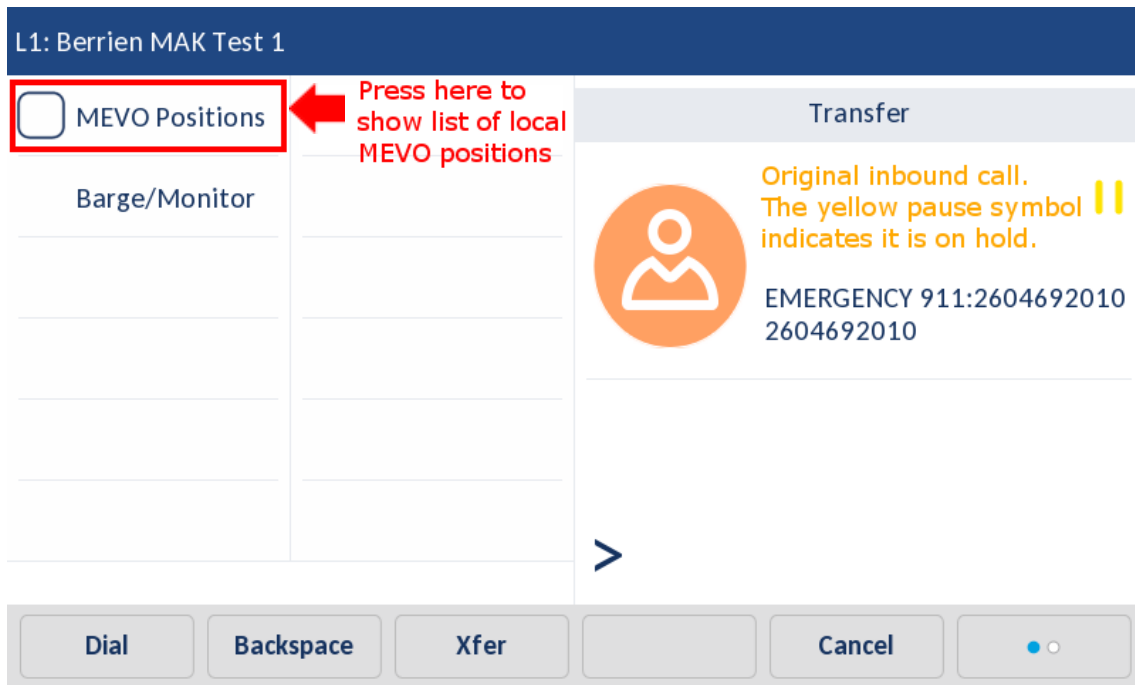 L1: Berrien MAK Test 1
MEVO Positions
Press here to
show list of local
MEVO positions
Barge/Monitor
Transfer
Original inbound call.
The yellow pause symbol
indicates it is on hold.
EMERGENCY 911:2604692010
2604692010
>
Dial
Backspace
Xfer
Cancel